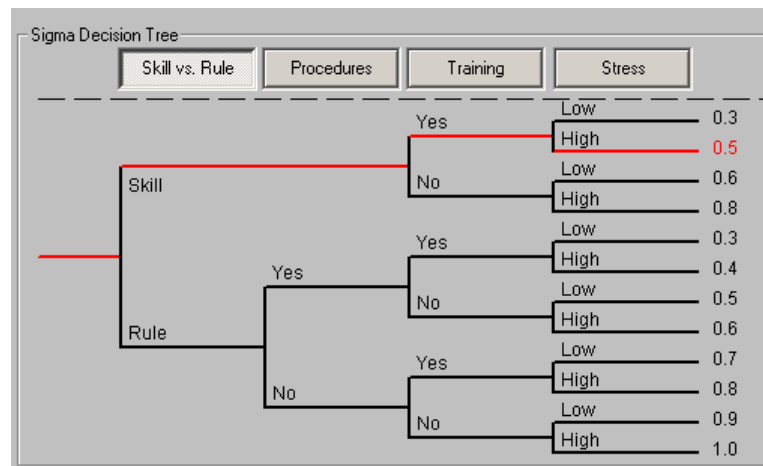 Sigma Decision Tree
Skill vs. Rule Procedures Training Stress
Low 0.3
Yes
High 0.5
Low 0.6
Skill No
High 0.8
Low 0.3
Yes
High 0.4
Yes
Low 0.5
No
High 0.6
Rule
Low 0.7
Yes
High 0.8
No
Low 0.9
No
High 1.0